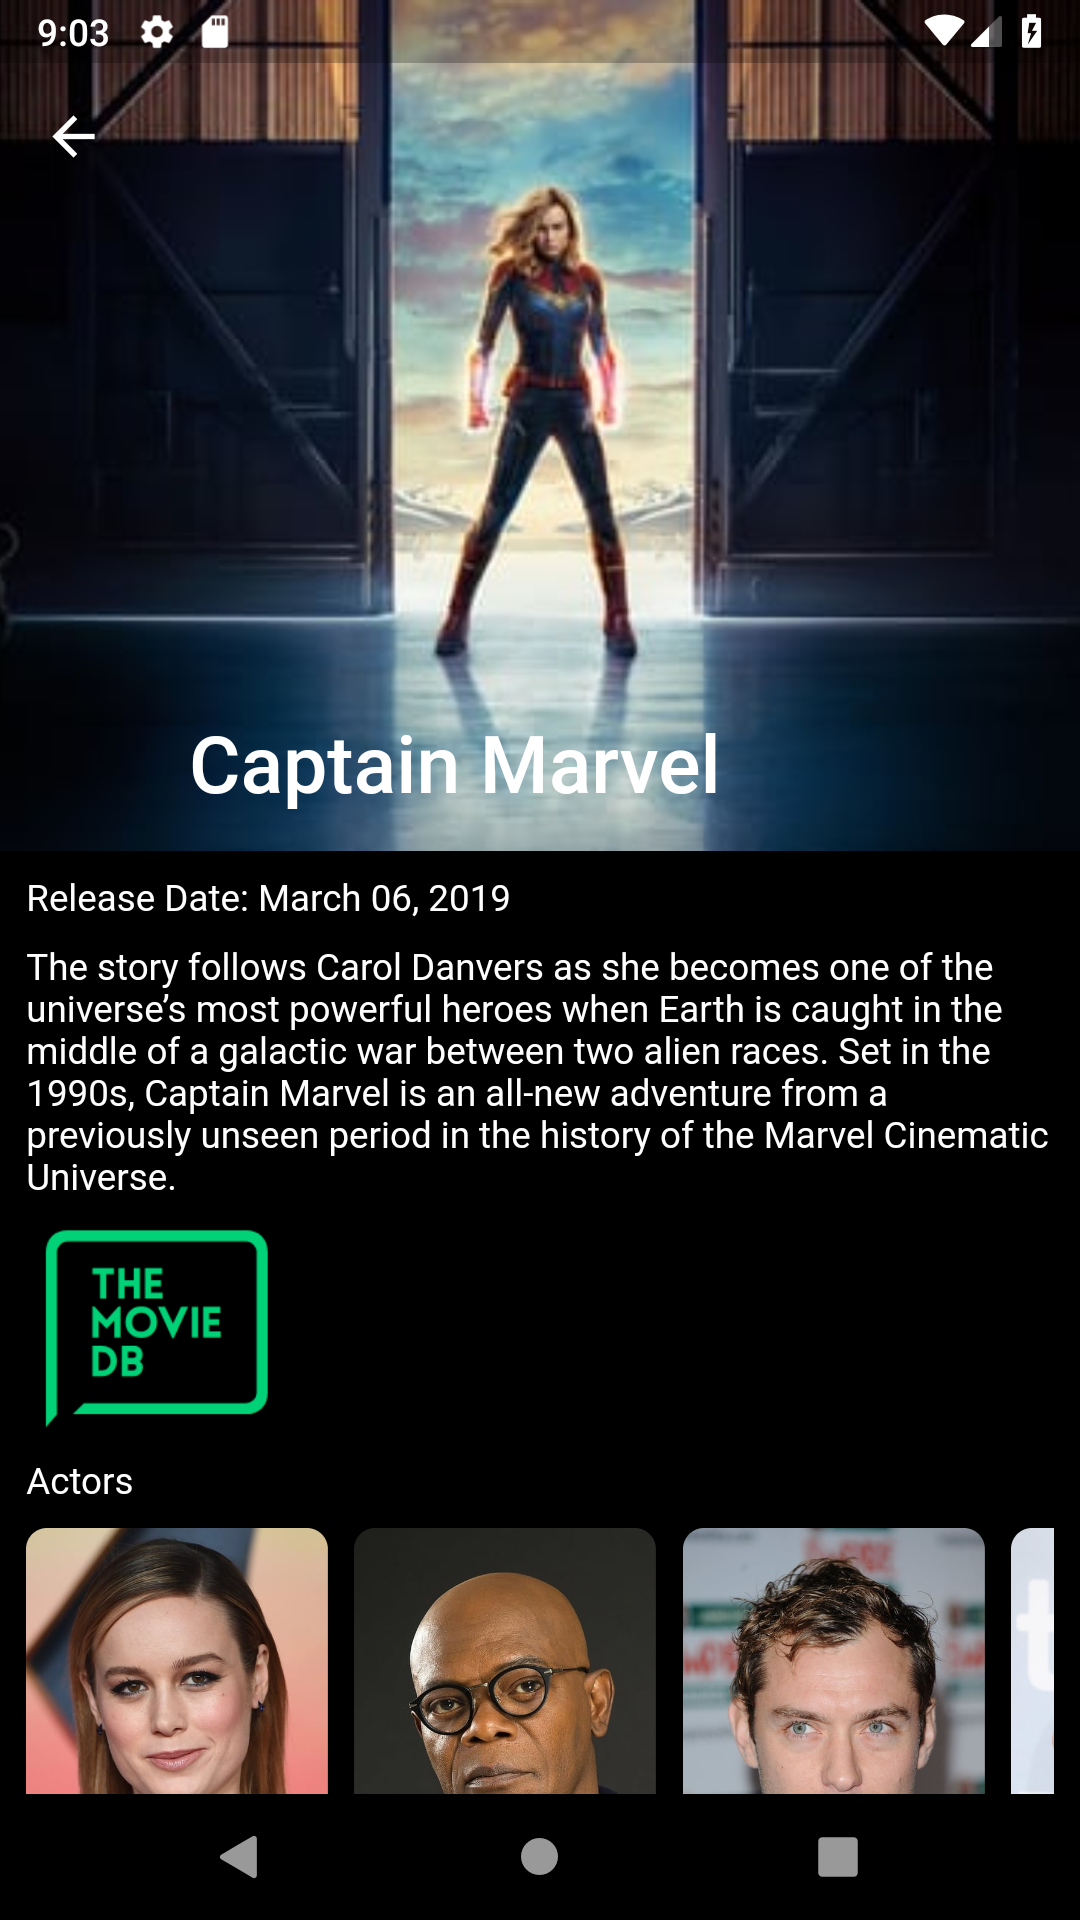 9:03
Captain Marvel
Release Date: March 06, 2019
The story follows Carol Danvers as she becomes one of the
universe’s most powerful heroes when Earth is caught in the
middle of a galactic war between two alien races. Set in the
1990s, Captain Marvel is an all-new adventure from a
previously unseen period in the history of the Marvel Cinematic
Universe.
THE
MOVIE
DB
Actors